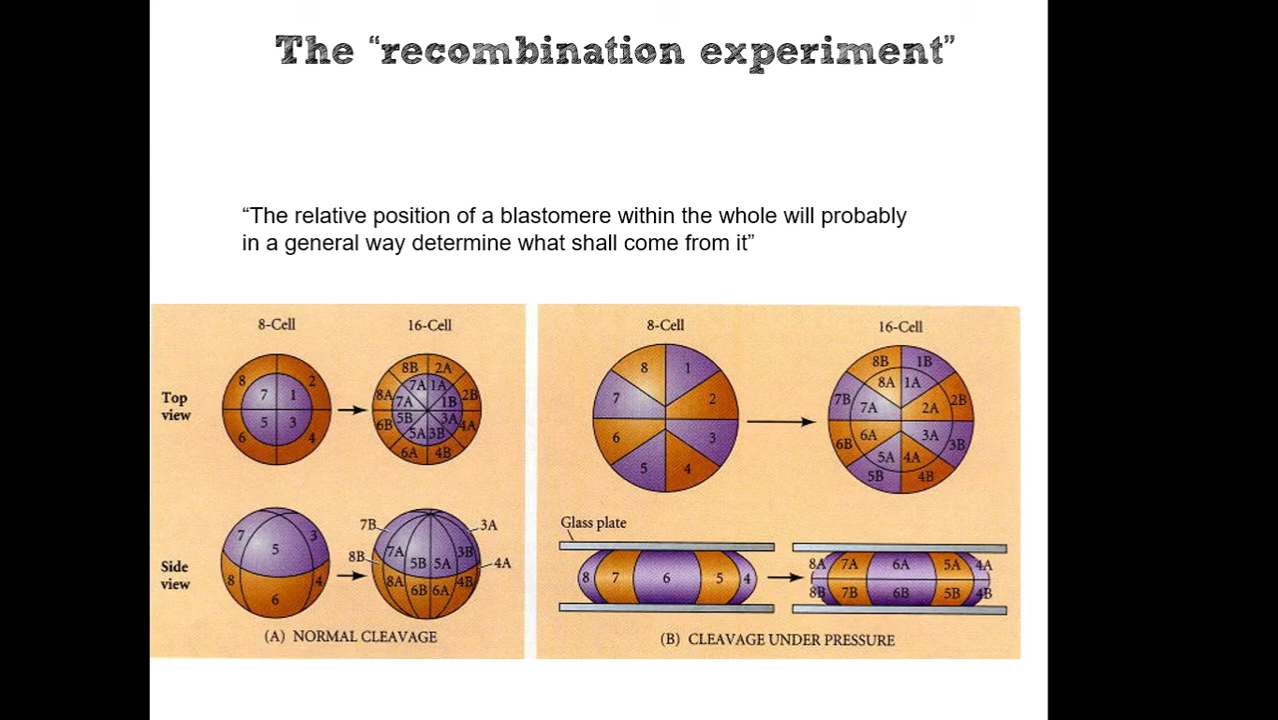 The “recombination experiment”
“The relative position of a blastomere within the whole will probably
in a general way determine what shall come from it”
8-Cell
16-Cell
Top
view
8 2
7 1
5 3
6 4
8B 2A
7A 1A
8A 7A 1B 2B
5B 3A
6B 5A 3B 4A
6A 4B
Side
view
7 5 3
8 4
6
7B 3A
7A 5B 5A 3B
8B 4A
8A 6B 6A 4B
(A) NORMAL CLEAVAGE
8-Cell
16-Cell
8 1
7 2
6 3
5 4
8B 1B
8A 1A
7B 7A 2A 2B
6B 6A 3A 3B
5A 4A
5B 4B
Glass plate
8 7 6 5 4
8A 7A 6A 5A 4A
8B 7B 6B 5B 4B
(B) CLEAVAGE UNDER PRESSURE